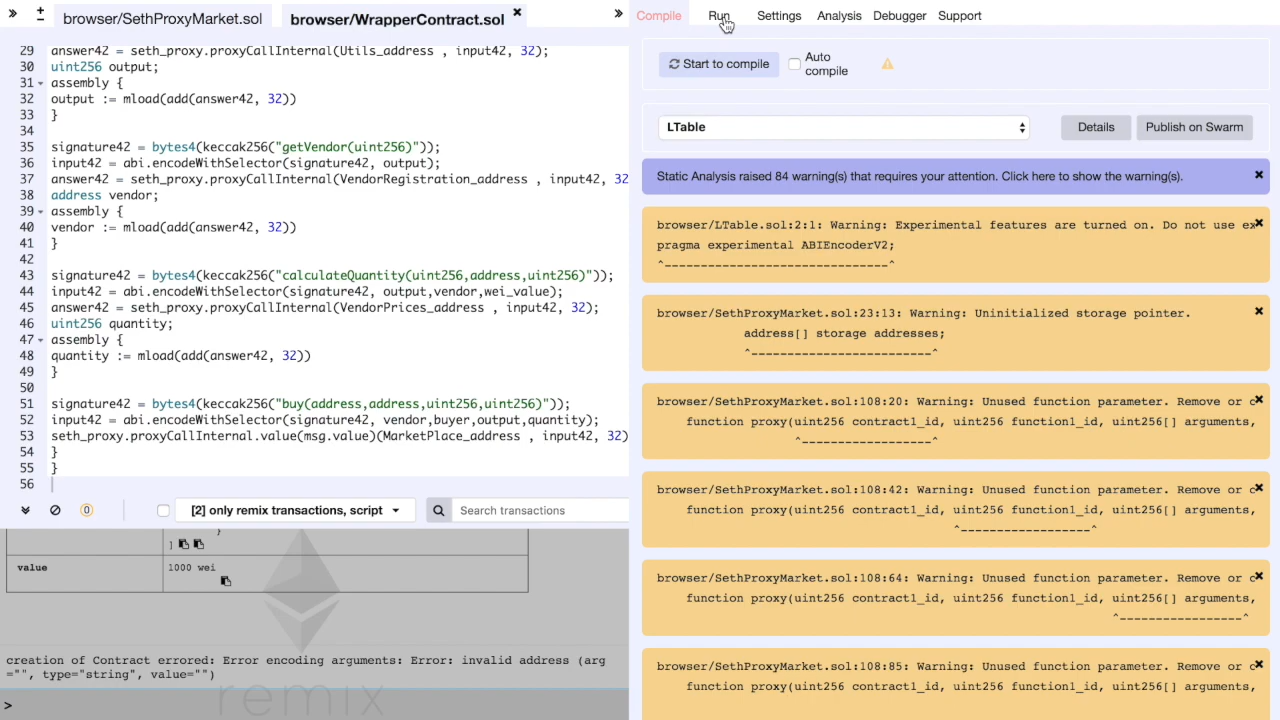 browser/SethProxyMarket.sol browser/WrapperContract.sol
Compile Run Settings Analysis Debugger Support
29 answer42 = seth_proxy.proxyCallInternal(Utils_address , input42, 32);
30 uint256 output;
31 assembly {
32 output := mload(add(answer42, 32))
33 }
34
35 signature42 = bytes4(keccak256("getVendor(uint256)"));
36 input42 = abi.encodeWithSelector(signature42, output);
37 answer42 = seth_proxy.proxyCallInternal(VendorRegistration_address , input42, 32
38 address vendor;
39 assembly {
40 vendor := mload(add(answer42, 32))
41 }
42
43 signature42 = bytes4(keccak256("calculateQuantity(uint256,address,uint256)"));
44 input42 = abi.encodeWithSelector(signature42, output,vendor,wei_value);
45 answer42 = seth_proxy.proxyCallInternal(VendorPrices_address , input42, 32);
46 uint256 quantity;
47 assembly {
48 quantity := mload(add(answer42, 32))
49 }
50
51 signature42 = bytes4(keccak256("buy(address,address,uint256,uint256)"));
52 input42 = abi.encodeWithSelector(signature42, vendor,buyer,output,quantity);
53 seth_proxy.proxyCallInternal.value(msg.value)(MarketPlace_address , input42, 32)
54 }
55 }
56
0 [2] only remix transactions, script Search transactions
}
]
value 1000 wei
creation of Contract errored: Error encoding arguments: Error: invalid address (arg
="", type="string", value="")
remix
>
Start to compile Auto
compile
LTable Details Publish on Swarm
Static Analysis raised 84 warning(s) that requires your attention. Click here to show the warning(s).
browser/LTable.sol:2:1: Warning: Experimental features are turned on. Do not use ex
pragma experimental ABIEncoderV2;
^-------------------------------^
browser/SethProxyMarket.sol:23:13: Warning: Uninitialized storage pointer.
address[] storage addresses;
^-------------------------^
browser/SethProxyMarket.sol:108:20: Warning: Unused function parameter. Remove or c
function proxy(uint256 contract1_id, uint256 function1_id, uint256[] arguments,
^------------------^
browser/SethProxyMarket.sol:108:42: Warning: Unused function parameter. Remove or c
function proxy(uint256 contract1_id, uint256 function1_id, uint256[] arguments,
^------------------^
browser/SethProxyMarket.sol:108:64: Warning: Unused function parameter. Remove or c
function proxy(uint256 contract1_id, uint256 function1_id, uint256[] arguments,
^-----------------^
browser/SethProxyMarket.sol:108:85: Warning: Unused function parameter. Remove or c
function proxy(uint256 contract1_id, uint256 function1_id, uint256[] arguments,